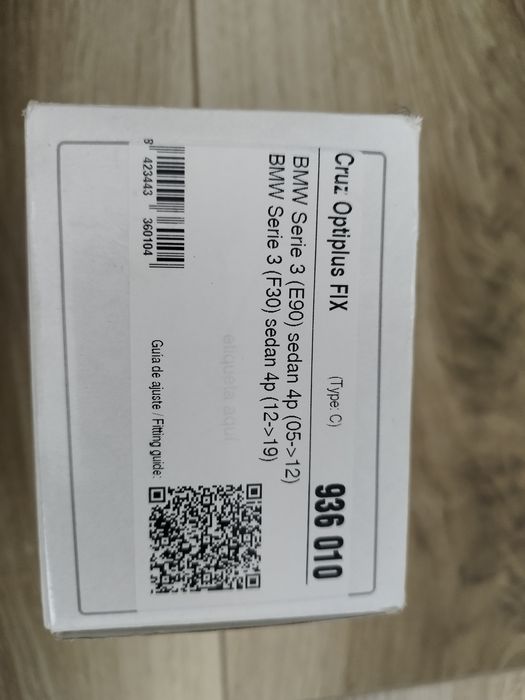 Cruz Optiplus FIX (Type: C) 936 010
BMW Serie 3 (E90) sedan 4p (05->12)
BMW Serie 3 (F30) sedan 4p (12->19)
etiqueta aquí
8 423443 360104
Guía de ajuste / Fitting guide: